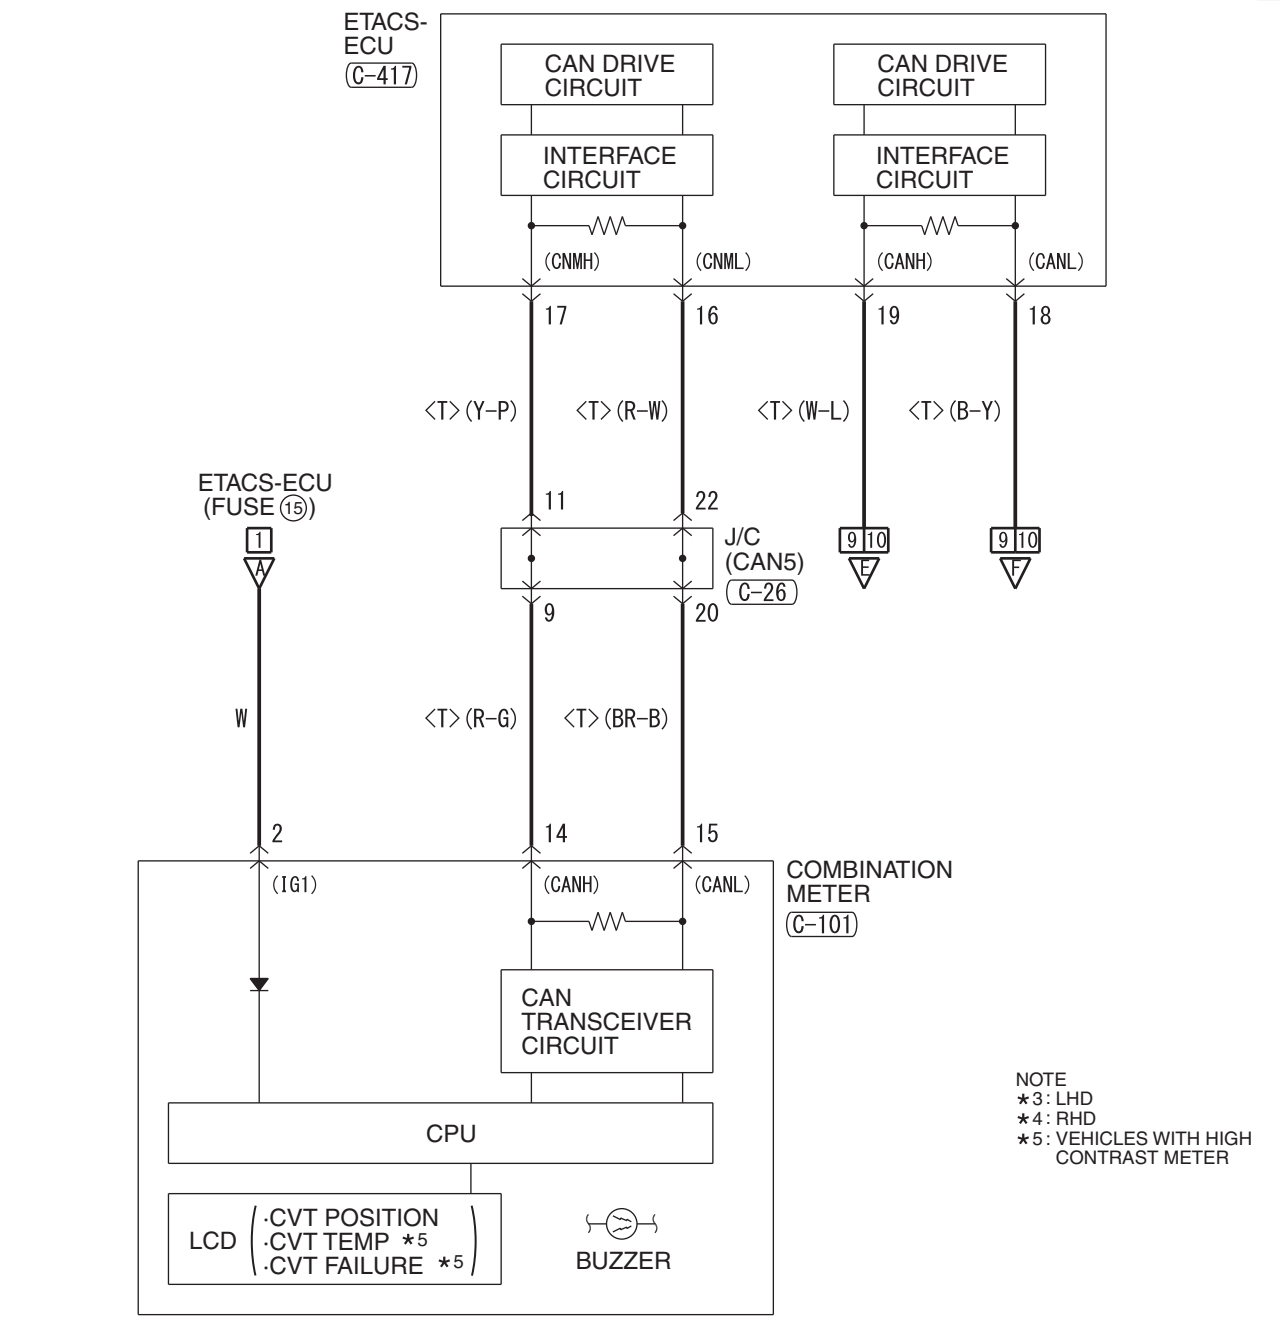 ETACS-
ECU
C-417
CAN DRIVE
CIRCUIT
CAN DRIVE
CIRCUIT
INTERFACE
CIRCUIT
INTERFACE
CIRCUIT
(CNMH)
(CNML)
(CANH)
(CANL)
17
16
19
18
<T>(Y-P)
<T>(R-W)
<T>(W-L)
<T>(B-Y)
ETACS-ECU
(FUSE 15)
1
A
11
22
J/C
(CAN5)
C-26
9 10
E
9 10
F
9
20
W
<T>(R-G)
<T>(BR-B)
2
14
15
(IG1)
(CANH)
(CANL)
COMBINATION
METER
C-101
CAN
TRANSCEIVER
CIRCUIT
CPU
LCD
·CVT POSITION
·CVT TEMP *5
·CVT FAILURE *5
BUZZER
NOTE
*3: LHD
*4: RHD
*5: VEHICLES WITH HIGH
CONTRAST METER